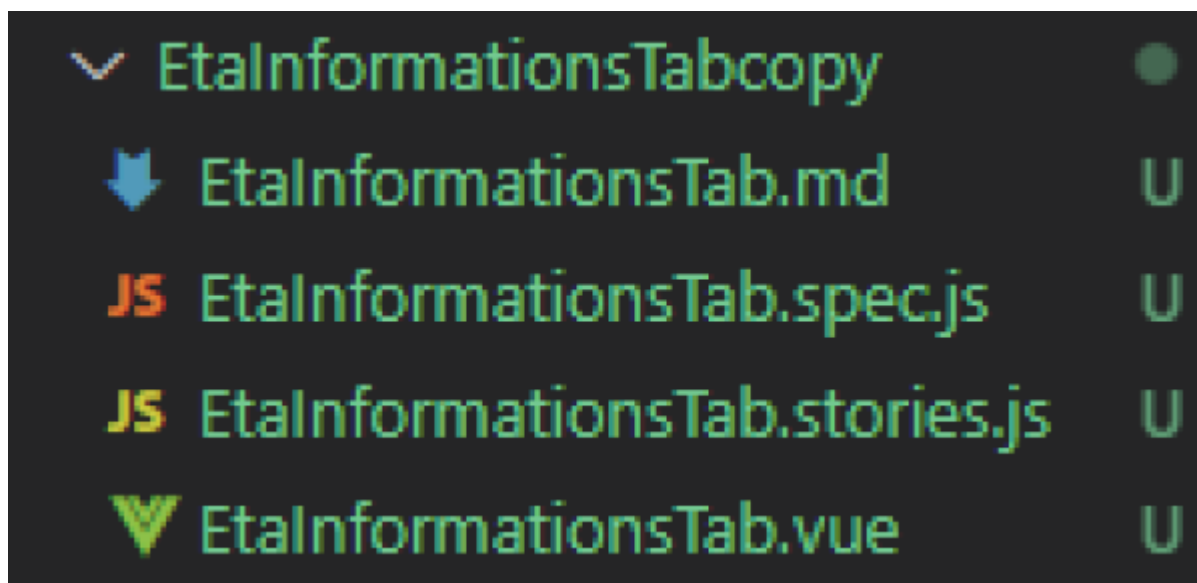 EtaInformationsTabcopy
EtaInformationsTab.md U
JS EtaInformationsTab.spec.js U
JS EtaInformationsTab.stories.js U
EtaInformationsTab.vue U